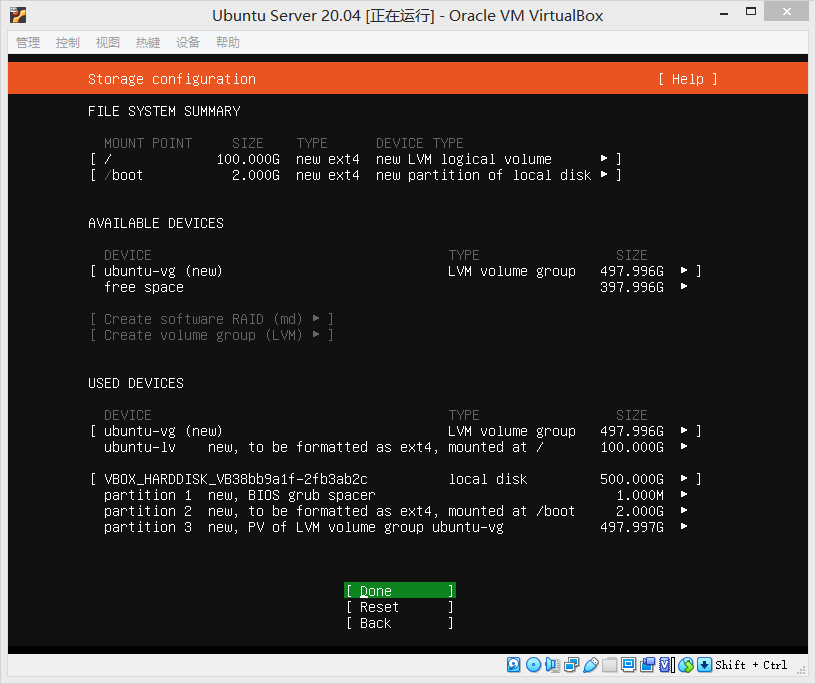 Ubuntu Server 20.04 [正在运行] - Oracle VM VirtualBox
管理 控制 视图 热键 设备 帮助
Storage configuration [ Help ]
FILE SYSTEM SUMMARY
MOUNT POINT SIZE TYPE DEVICE TYPE
[ / 100.000G new ext4 new LVM logical volume ▸ ]
[ /boot 2.000G new ext4 new partition of local disk ▸ ]
AVAILABLE DEVICES
DEVICE TYPE SIZE
[ ubuntu-vg (new) LVM volume group 497.996G ▸ ]
free space 397.996G ▸
[ Create software RAID (md) ▸ ]
[ Create volume group (LVM) ▸ ]
USED DEVICES
DEVICE TYPE SIZE
[ ubuntu-vg (new) LVM volume group 497.996G ▸ ]
ubuntu-lv new, to be formatted as ext4, mounted at / 100.000G ▸
[ VBOX_HARDDISK_VB38bb9a1f-2fb3ab2c local disk 500.000G ▸ ]
partition 1 new, BIOS grub spacer 1.000M ▸
partition 2 new, to be formatted as ext4, mounted at /boot 2.000G ▸
partition 3 new, PV of LVM volume group ubuntu-vg 497.997G ▸
[ Done ]
[ Reset ]
[ Back ]
Shift + Ctrl